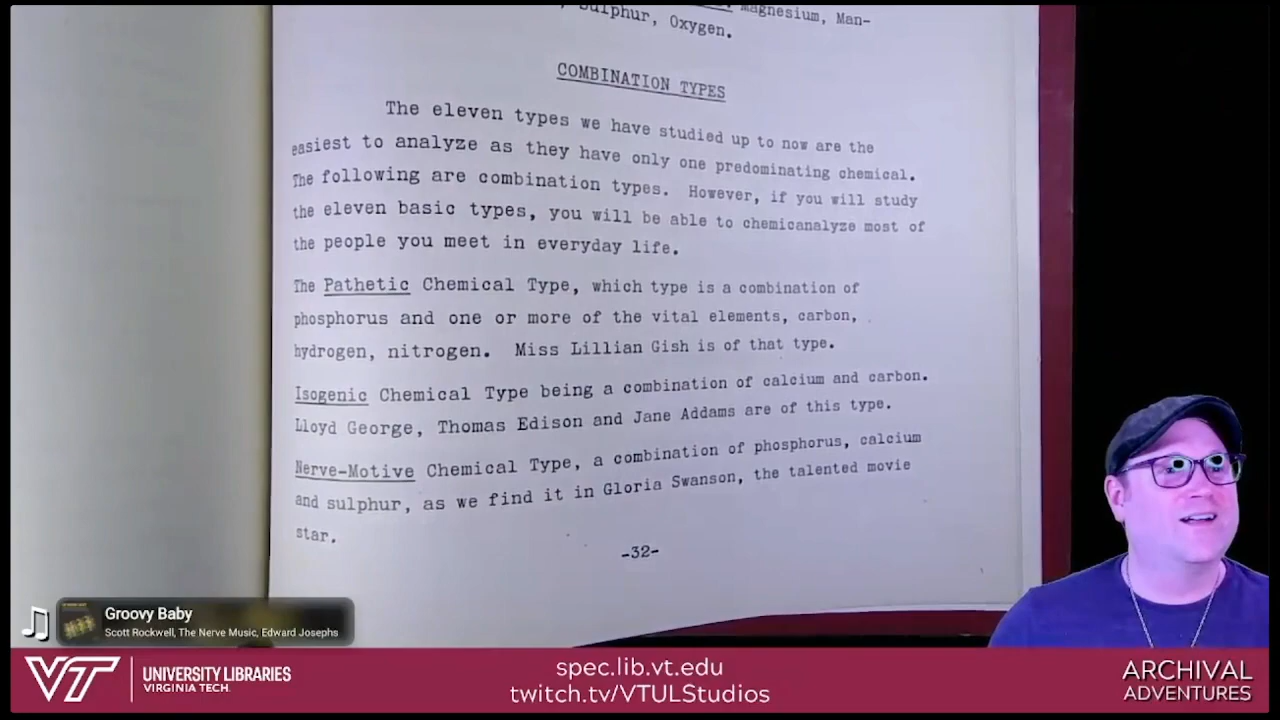 Sulphur, Oxygen.
Magnesium, Man-
COMBINATION TYPES
The eleven types we have studied up to now are the
easiest to analyze as they have only one predominating chemical.
The following are combination types. However, if you will study
the eleven basic types, you will be able to chemicanalyze most of
the people you meet in everyday life.
The Pathetic Chemical Type, which type is a combination of
phosphorus and one or more of the vital elements, carbon,
hydrogen, nitrogen. Miss Lillian Gish is of that type.
Isogenic Chemical Type being a combination of calcium and carbon.
Lloyd George, Thomas Edison and Jane Addams are of this type.
Nerve-Motive Chemical Type, a combination of phosphorus, calcium
and sulphur, as we find it in Gloria Swanson, the talented movie
star.
-32-
Groovy Baby
Scott Rockwell, The Nerve Music, Edward Josephs
VT
UNIVERSITY LIBRARIES
VIRGINIA TECH.
spec.lib.vt.edu
twitch.tv/VTULStudios
ARCHIVAL
ADVENTURES